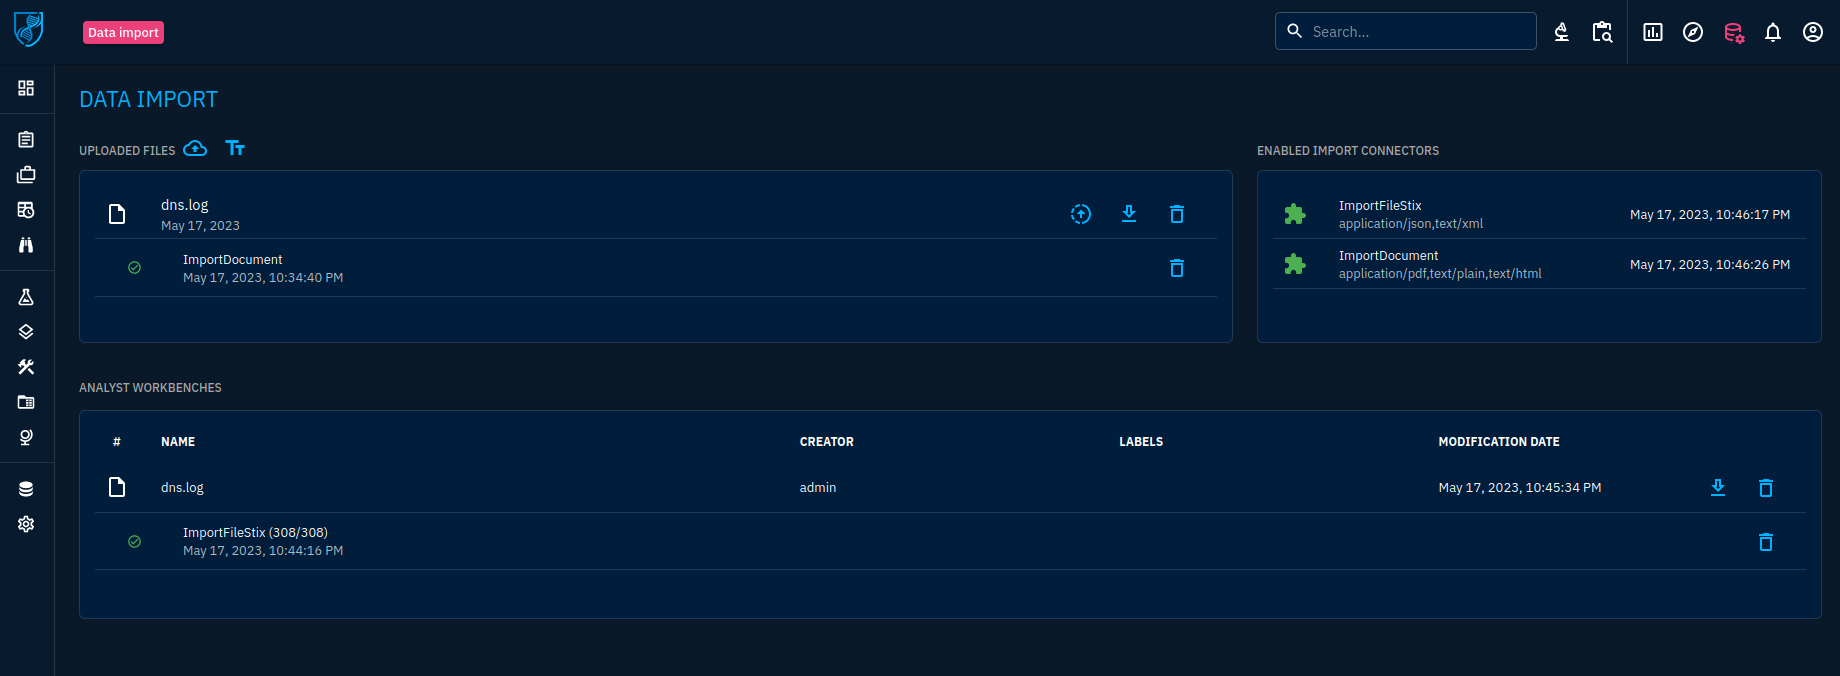 Data import
Search...
DATA IMPORT
UPLOADED FILES
dns.log
May 17, 2023
ImportDocument
May 17, 2023, 10:34:40 PM
ENABLED IMPORT CONNECTORS
ImportFileStix
application/json,text/xml
May 17, 2023, 10:46:17 PM
ImportDocument
application/pdf,text/plain,text/html
May 17, 2023, 10:46:26 PM
ANALYST WORKBENCHES
# NAME CREATOR LABELS MODIFICATION DATE
dns.log admin May 17, 2023, 10:45:34 PM
ImportFileStix (308/308)
May 17, 2023, 10:44:16 PM